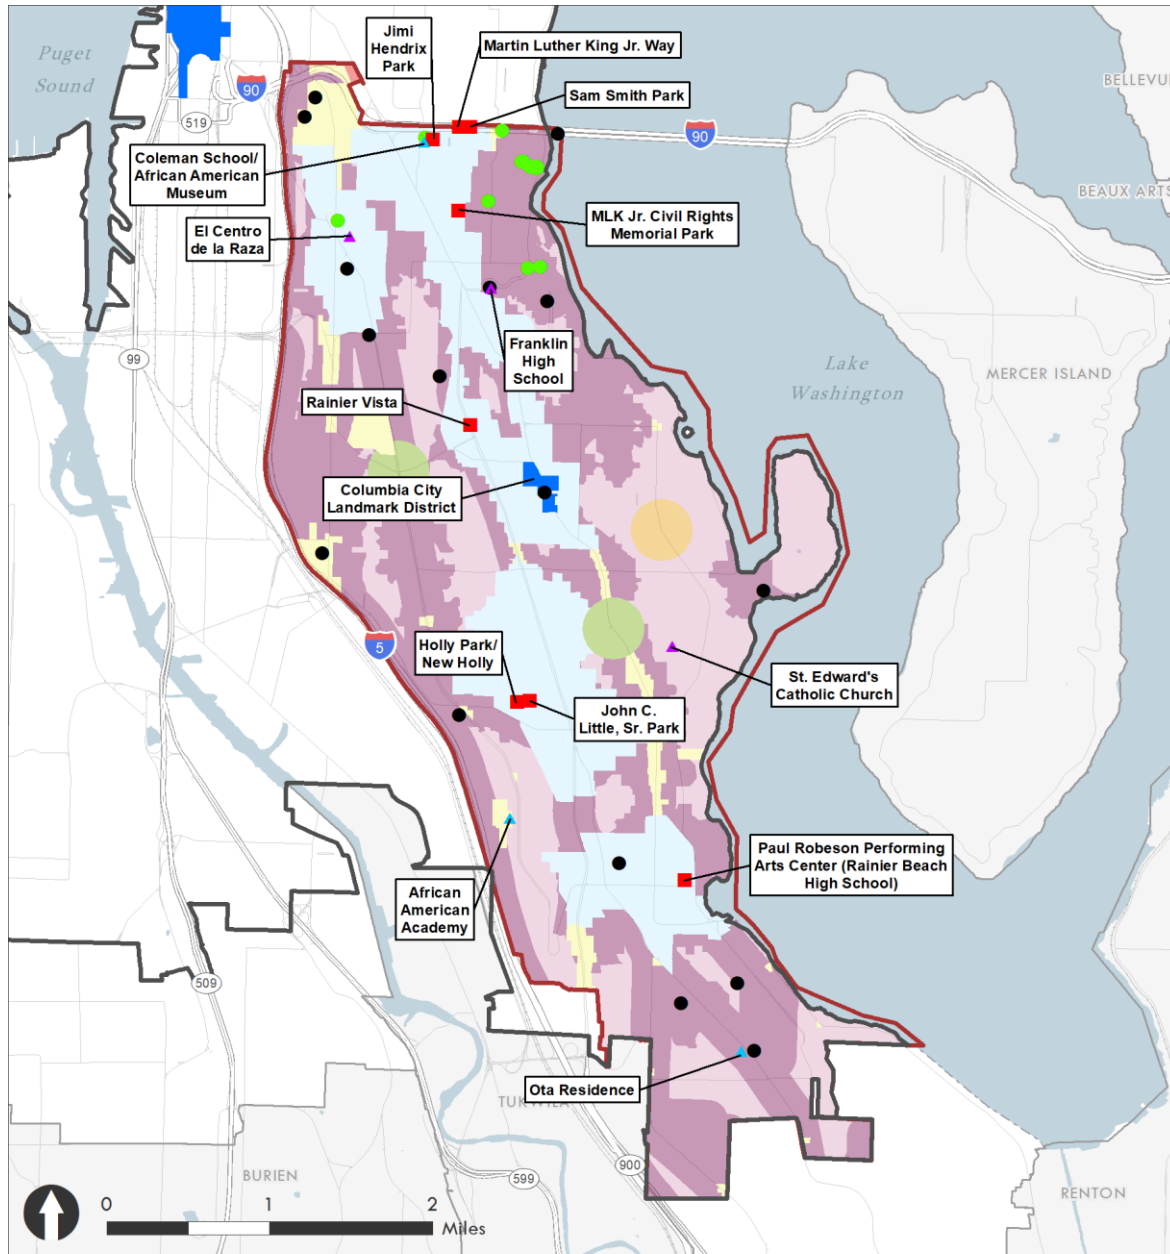 Puget
Sound
90
519
Jimi
Hendrix
Park
Martin Luther King Jr. Way
Sam Smith Park
90
BELLEVU
BEAUX ARTS
Coleman School/
African American
Museum
El Centro
de la Raza
MLK Jr. Civil Rights
Memorial Park
99
Franklin
High
School
Lake
Washington
MERCER ISLAND
Rainier Vista
Columbia City
Landmark District
5
Holly Park/
New Holly
John C.
Little, Sr. Park
St. Edward's
Catholic Church
Paul Robeson Performing
Arts Center (Rainier Beach
High School)
African
American
Academy
509
Ota Residence
TUKWILA
BURIEN
599
900
RENTON
0 1 2
Miles